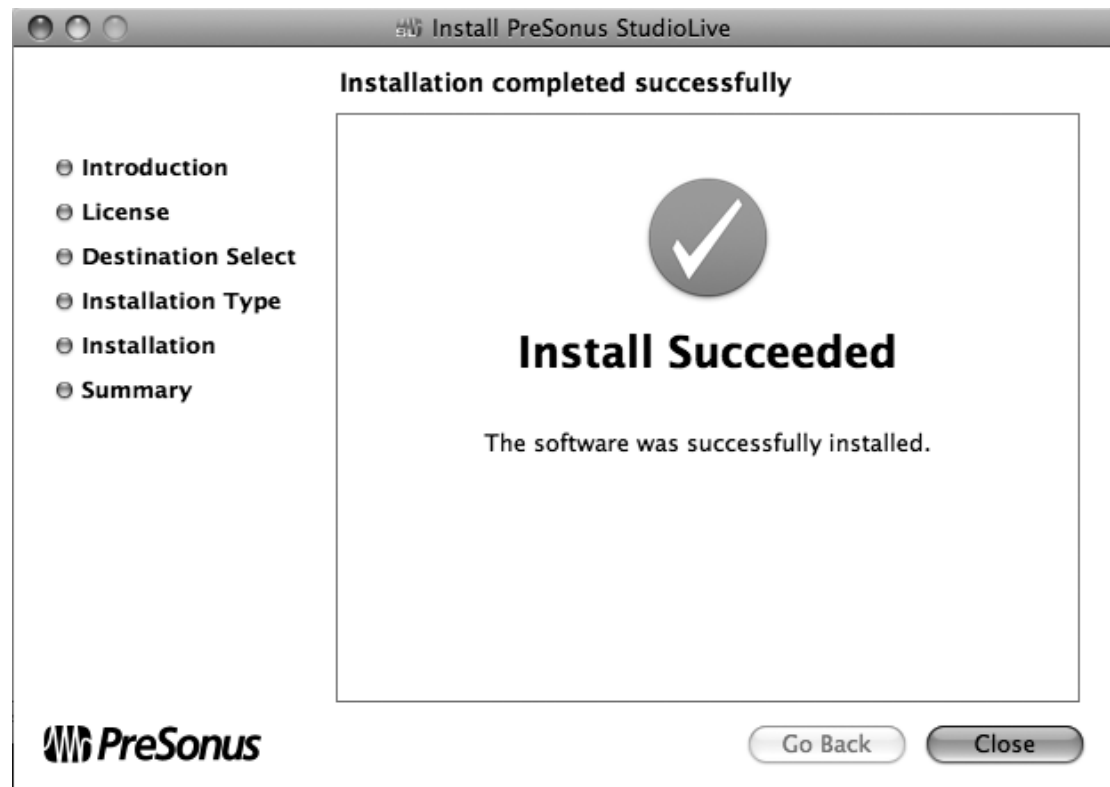 Install PreSonus StudioLive
Installation completed successfully
Introduction
License
Destination Select
Installation Type
Installation
Summary
Install Succeeded
The software was successfully installed.
PreSonus
Go Back
Close